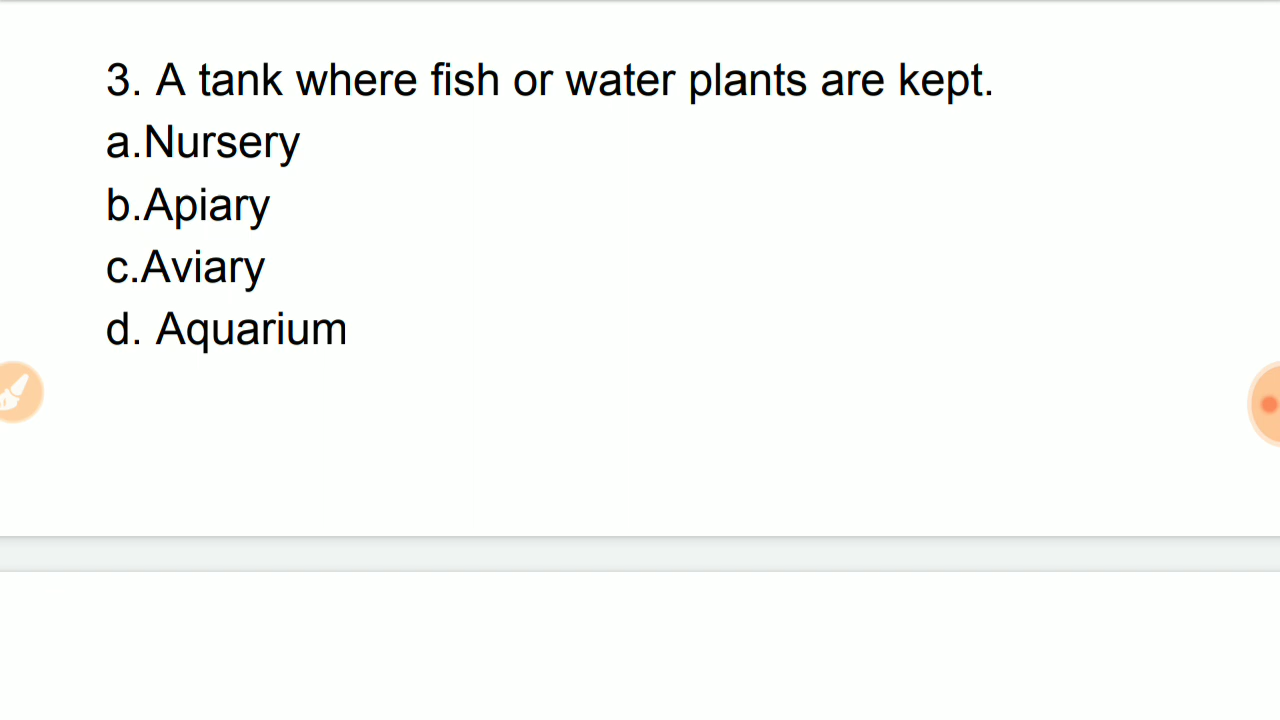 3. A tank where fish or water plants are kept.
a.Nursery
b.Apiary
c.Aviary
d. Aquarium